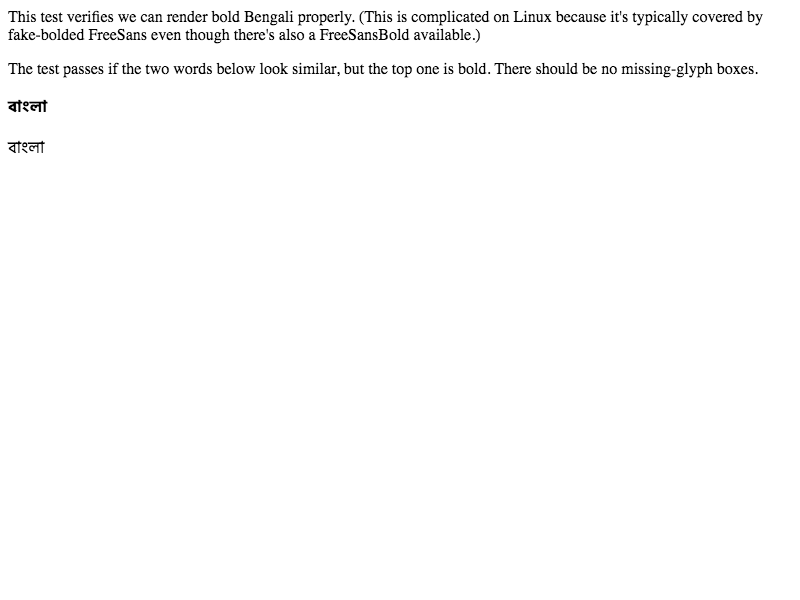 This test verifies we can render bold Bengali properly. (This is complicated on Linux because it's typically covered by
fake-bolded FreeSans even though there's also a FreeSansBold available.)
The test passes if the two words below look similar, but the top one is bold. There should be no missing-glyph boxes.
বাংলা
বাংলা